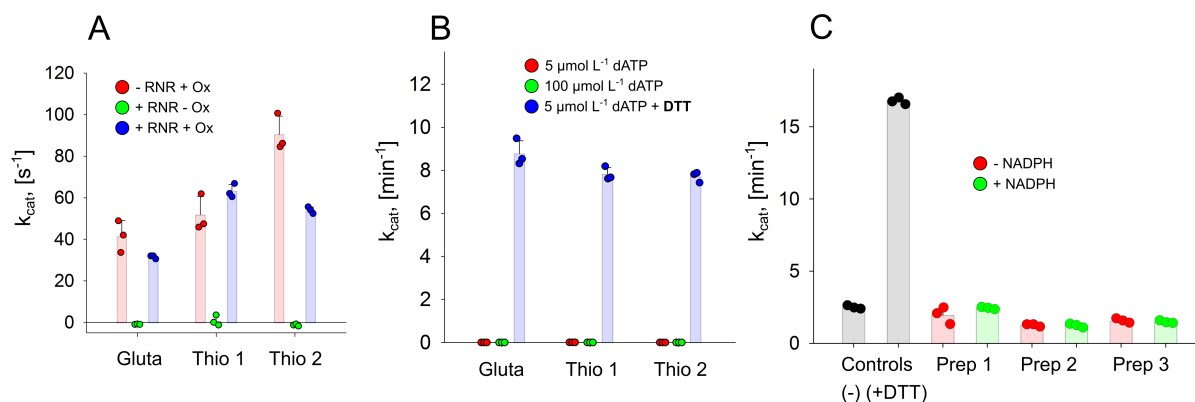 A
k_cat, [s⁻¹]
120
100
80
60
40
20
0
- RNR + Ox
+ RNR - Ox
+ RNR + Ox
Gluta Thio 1 Thio 2
B
k_cat, [min⁻¹]
12
10
8
6
4
2
0
5 µmol L⁻¹ dATP
100 µmol L⁻¹ dATP
5 µmol L⁻¹ dATP + DTT
Gluta Thio 1 Thio 2
C
k_cat, [min⁻¹]
15
10
5
0
- NADPH
+ NADPH
Controls Prep 1 Prep 2 Prep 3
(-) (+DTT)